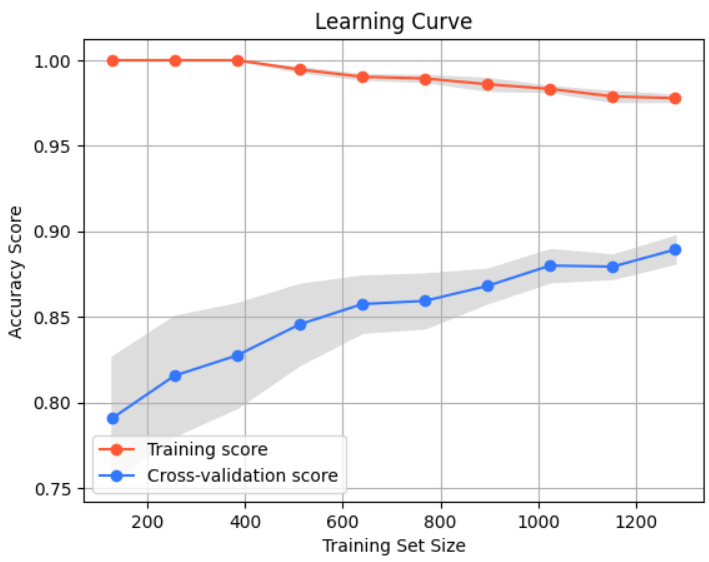 Learning Curve
1.00
0.95
0.90
0.85
0.80
0.75
Accuracy Score
Training score
Cross-validation score
200 400 600 800 1000 1200
Training Set Size